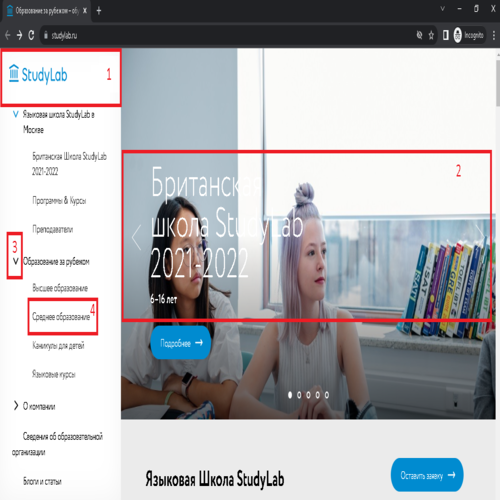 Образование за рубежом – обу
studylab.ru
Incognito
StudyLab
1
Языковая школа StudyLab в
Москве
Британская Школа StudyLab
2021-2022
Программы & Курсы
Преподаватели
3
Образование за рубежом
Высшее образование
Среднее образование
4
Каникулы для детей
Языковые курсы
О компании
Сведения об образовательной
организации
Блоги и статьи
2
Британская
школа StudyLab
2021-2022
6-16 лет
Подробнее →
Языковая Школа StudyLab
Оставить заявку →